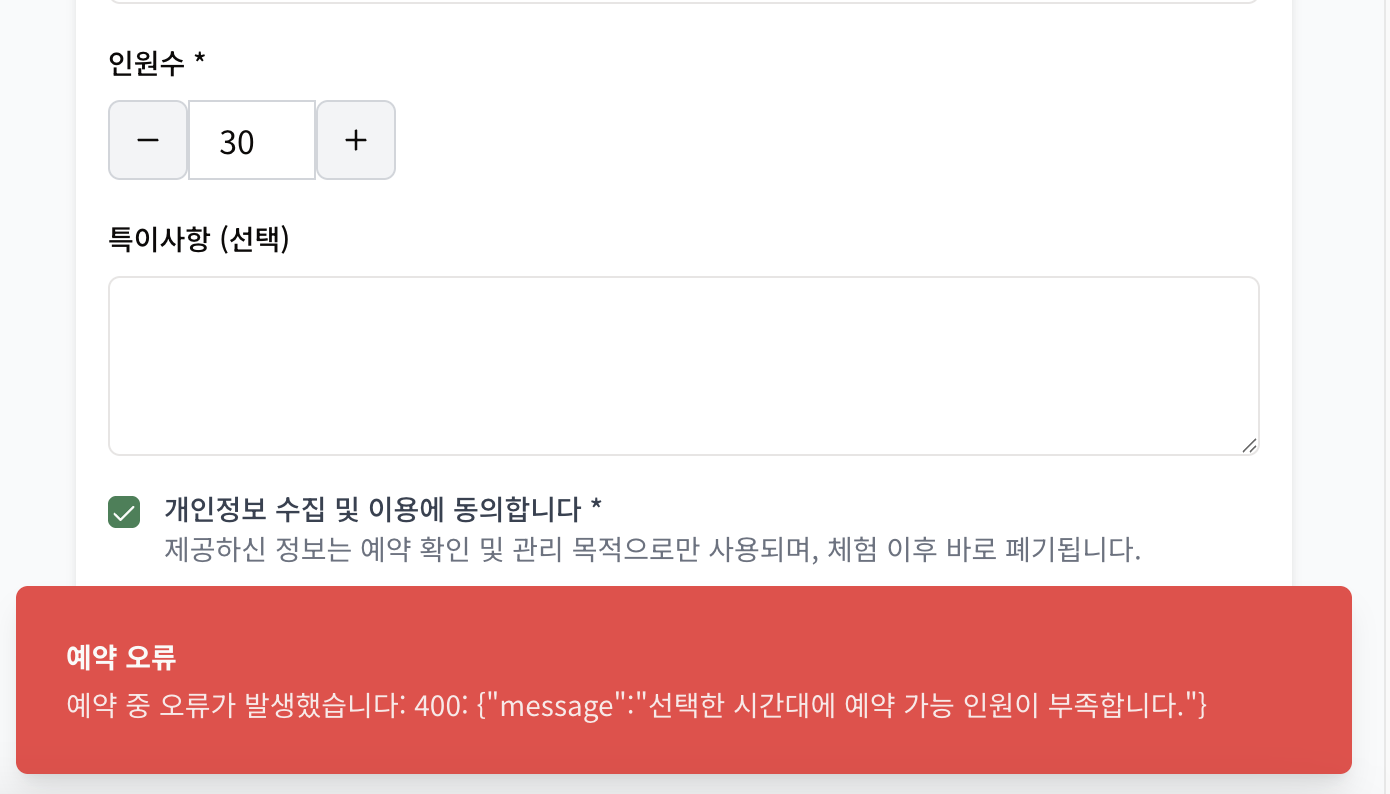 인원수 *
− 30 +
특이사항 (선택)
개인정보 수집 및 이용에 동의합니다 *
제공하신 정보는 예약 확인 및 관리 목적으로만 사용되며, 체험 이후 바로 폐기됩니다.
예약 오류
예약 중 오류가 발생했습니다: 400: {"message":"선택한 시간대에 예약 가능 인원이 부족합니다."}